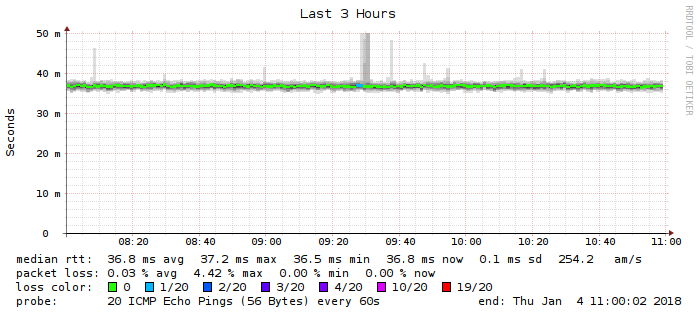 Last 3 Hours
RRDTOOL / TOBI OETIKER
Seconds
50 m
40 m
30 m
20 m
10 m
0
08:20 08:40 09:00 09:20 09:40 10:00 10:20 10:40 11:00
median rtt: 36.8 ms avg 37.2 ms max 36.5 ms min 36.8 ms now 0.1 ms sd 254.2 am/s
packet loss: 0.03 % avg 4.42 % max 0.00 % min 0.00 % now
loss color: 0 1/20 2/20 3/20 4/20 10/20 19/20
probe: 20 ICMP Echo Pings (56 Bytes) every 60s end: Thu Jan 4 11:00:02 2018